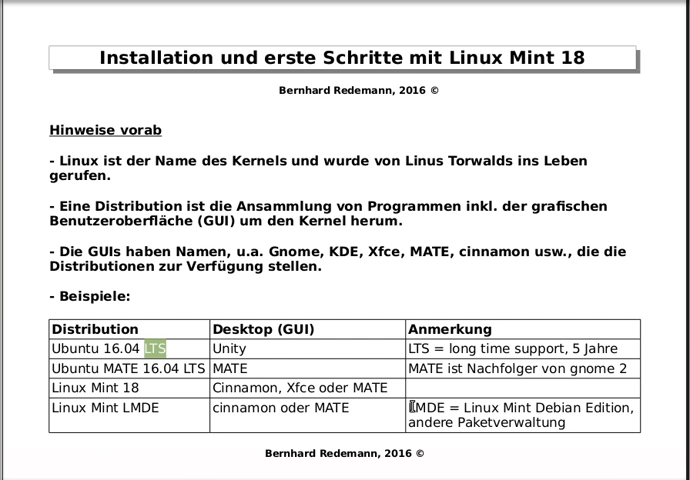 Installation und erste Schritte mit Linux Mint 18
Bernhard Redemann, 2016 ©
Hinweise vorab
- Linux ist der Name des Kernels und wurde von Linus Torwalds ins Leben
gerufen.
- Eine Distribution ist die Ansammlung von Programmen inkl. der grafischen
Benutzeroberfläche (GUI) um den Kernel herum.
- Die GUIs haben Namen, u.a. Gnome, KDE, Xfce, MATE, cinnamon usw., die die
Distributionen zur Verfügung stellen.
- Beispiele:
Distribution Desktop (GUI) Anmerkung
Ubuntu 16.04 LTS Unity LTS = long time support, 5 Jahre
Ubuntu MATE 16.04 LTS MATE MATE ist Nachfolger von gnome 2
Linux Mint 18 Cinnamon, Xfce oder MATE
Linux Mint LMDE cinnamon oder MATE LMDE = Linux Mint Debian Edition,
andere Paketverwaltung
Bernhard Redemann, 2016 ©